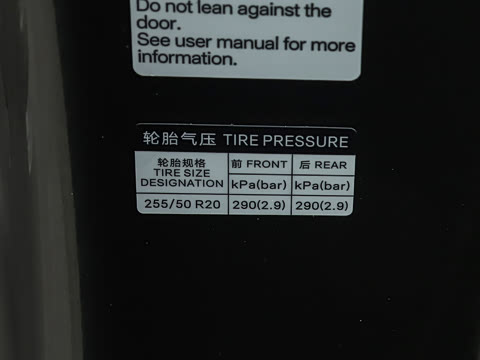 Do not lean against the
door.
See user manual for more
information.
轮胎气压 TIRE PRESSURE
轮胎规格
TIRE SIZE
DESIGNATION
前 FRONT
后 REAR
kPa(bar)
kPa(bar)
255/50 R20
290(2.9)
290(2.9)